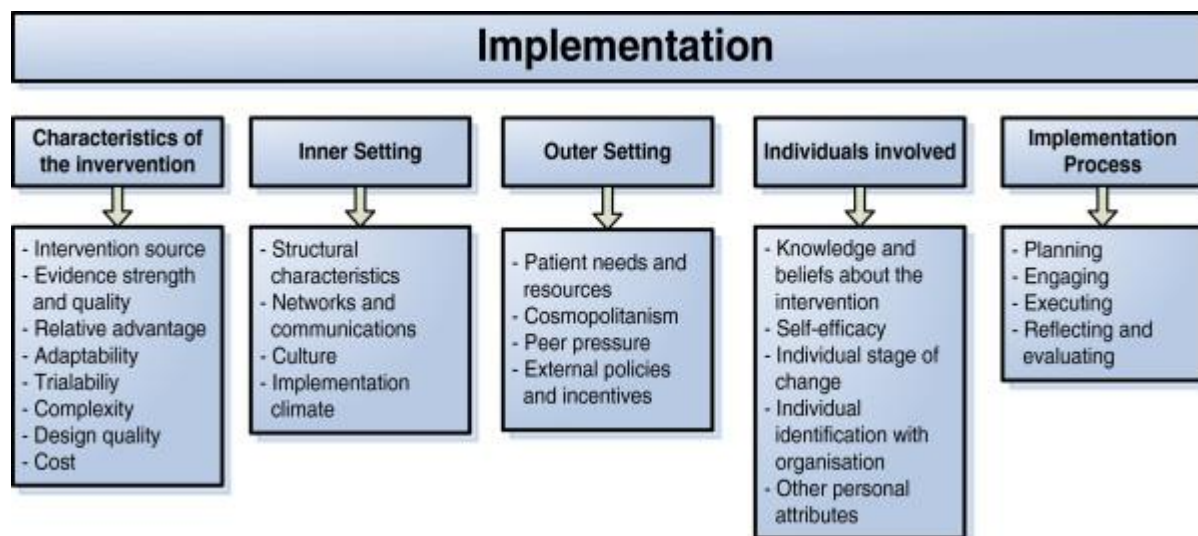 Implementation
Characteristics of
the invervention
- Intervention source
- Evidence strength
and quality
- Relative advantage
- Adaptability
- Trialabiliy
- Complexity
- Design quality
- Cost
Inner Setting
- Structural
characteristics
- Networks and
communications
- Culture
- Implementation
climate
Outer Setting
- Patient needs and
resources
- Cosmopolitanism
- Peer pressure
- External policies
and incentives
Individuals involved
- Knowledge and
beliefs about the
intervention
- Self-efficacy
- Individual stage of
change
- Individual
identification with
organisation
- Other personal
attributes
Implementation
Process
- Planning
- Engaging
- Executing
- Reflecting and
evaluating